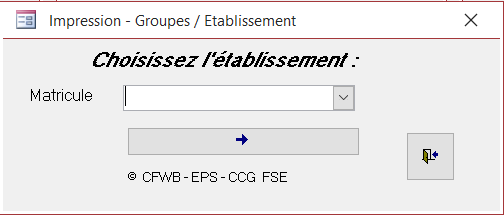 Impression - Groupes / Etablissement
Choisissez l'établissement :
Matricule
© CFWB - EPS - CCG FSE